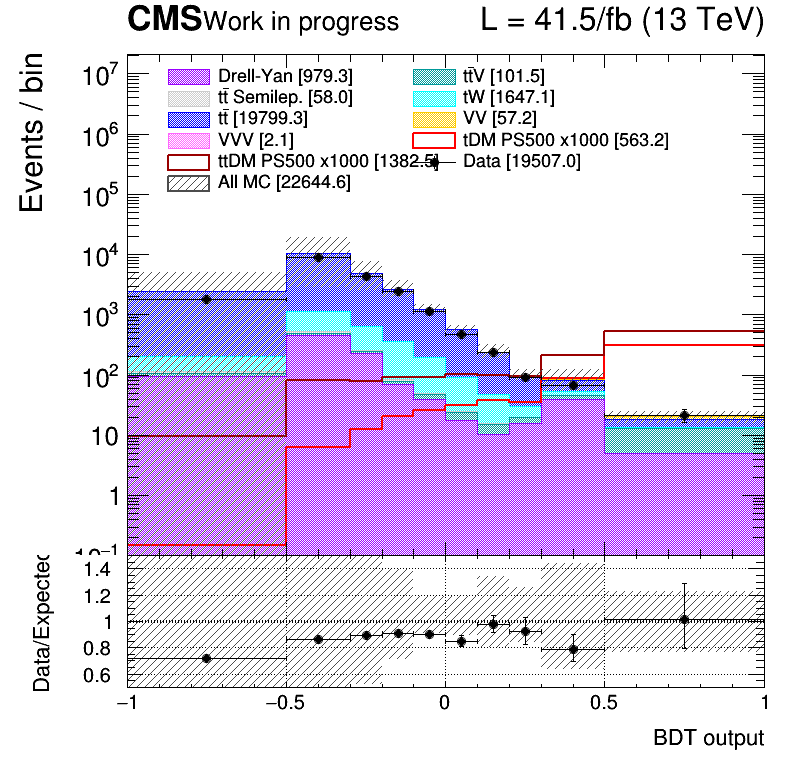 CMS Work in progress L = 41.5/fb (13 TeV)
Events / bin
10⁷
10⁶
10⁵
10⁴
10³
10²
10
1
10⁻¹
Drell-Yan [979.3] tt̄V [101.5]
tt̄ Semilep. [58.0] tW [1647.1]
tt̄ [19799.3] VV [57.2]
VVV [2.1] tDM PS500 x1000 [563.2]
ttDM PS500 x1000 [1382.5] Data [19507.0]
All MC [22644.6]
Data/Expected
1.4
1.2
1
0.8
0.6
−1 −0.5 0 0.5 1
BDT output